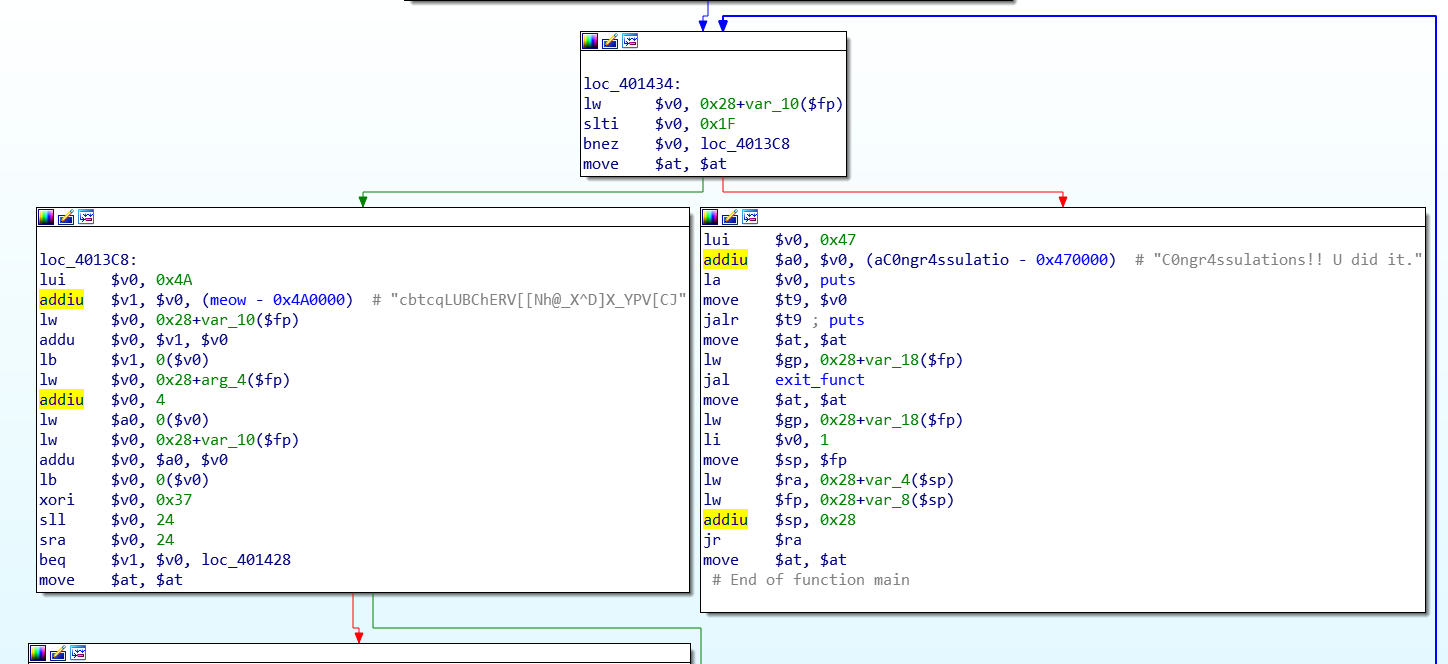 loc_401434:
lw $v0, 0x28+var_10($fp)
slti $v0, 0x1F
bnez $v0, loc_4013C8
move $at, $at
loc_4013C8:
lui $v0, 0x4A
addiu $v1, $v0, (meow - 0x4A0000) # "cbtcqLUBChERV[[Nh@_X^D]X_YPV[CJ"
lw $v0, 0x28+var_10($fp)
addu $v0, $v1, $v0
lb $v1, 0($v0)
lw $v0, 0x28+arg_4($fp)
addiu $v0, 4
lw $a0, 0($v0)
lw $v0, 0x28+var_10($fp)
addu $v0, $a0, $v0
lb $v0, 0($v0)
xori $v0, 0x37
sll $v0, 24
sra $v0, 24
beq $v1, $v0, loc_401428
move $at, $at
lui $v0, 0x47
addiu $a0, $v0, (aC0ngr4ssulatio - 0x470000) # "C0ngr4ssulations!! U did it."
la $v0, puts
move $t9, $v0
jalr $t9 ; puts
move $at, $at
lw $gp, 0x28+var_18($fp)
jal exit_funct
move $at, $at
lw $gp, 0x28+var_18($fp)
li $v0, 1
move $sp, $fp
lw $ra, 0x28+var_4($sp)
lw $fp, 0x28+var_8($sp)
addiu $sp, 0x28
jr $ra
move $at, $at
# End of function main